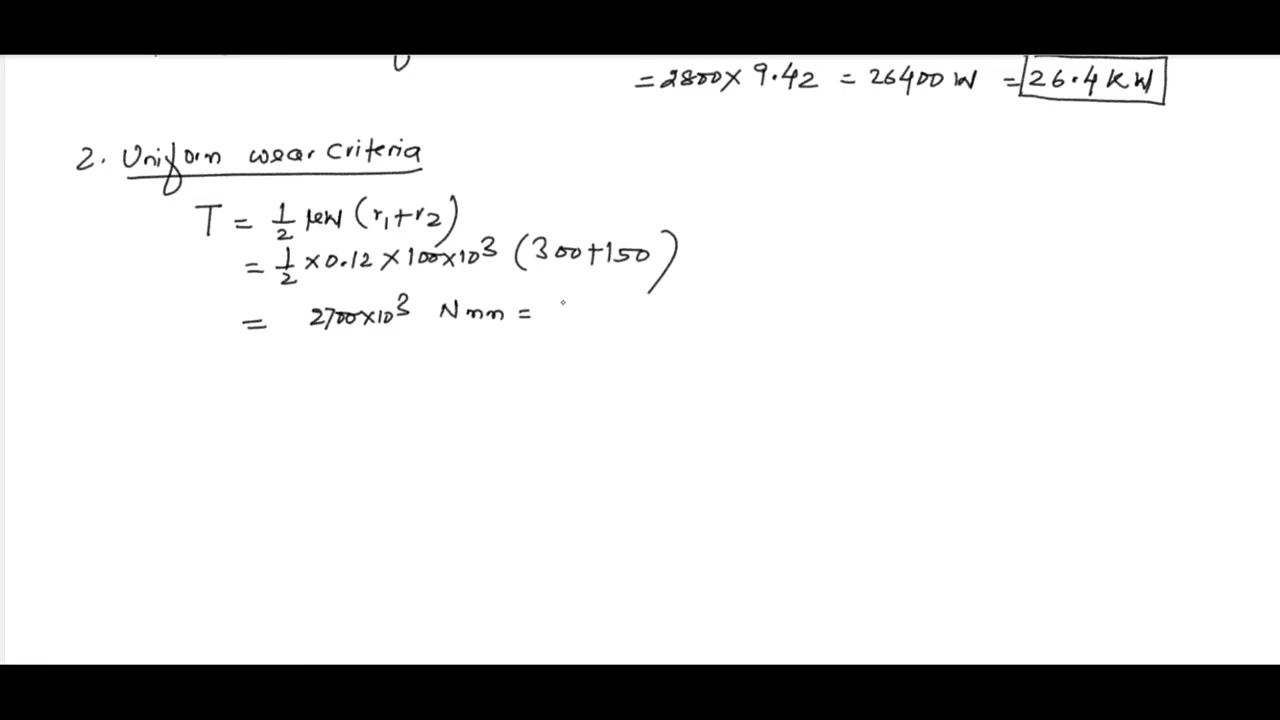 = 2800 × 9.42 = 26400 W = 26.4 KW
2. Uniform wear Criteria
T = 1/2 μW (r1+r2)
= 1/2 × 0.12 × 100×10³ (300+150)
= 2700×10³ Nmm =